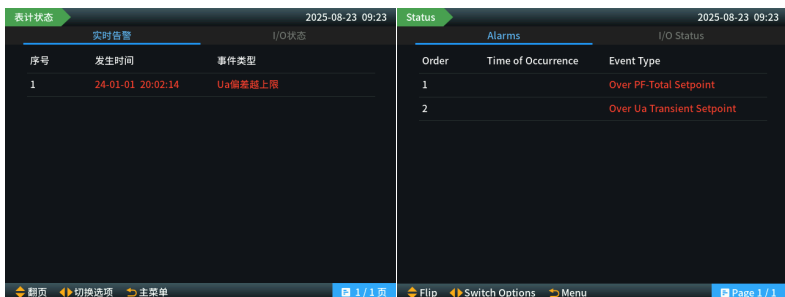 表计状态 2025-08-23 09:23
实时告警 I/O状态
序号 发生时间 事件类型
1 24-01-01 20:02:14 Ua偏差越上限
翻页 切换选项 主菜单 1 / 1 页
Status 2025-08-23 09:23
Alarms I/O Status
Order Time of Occurrence Event Type
1 Over PF-Total Setpoint
2 Over Ua Transient Setpoint
Flip Switch Options Menu Page 1 / 1